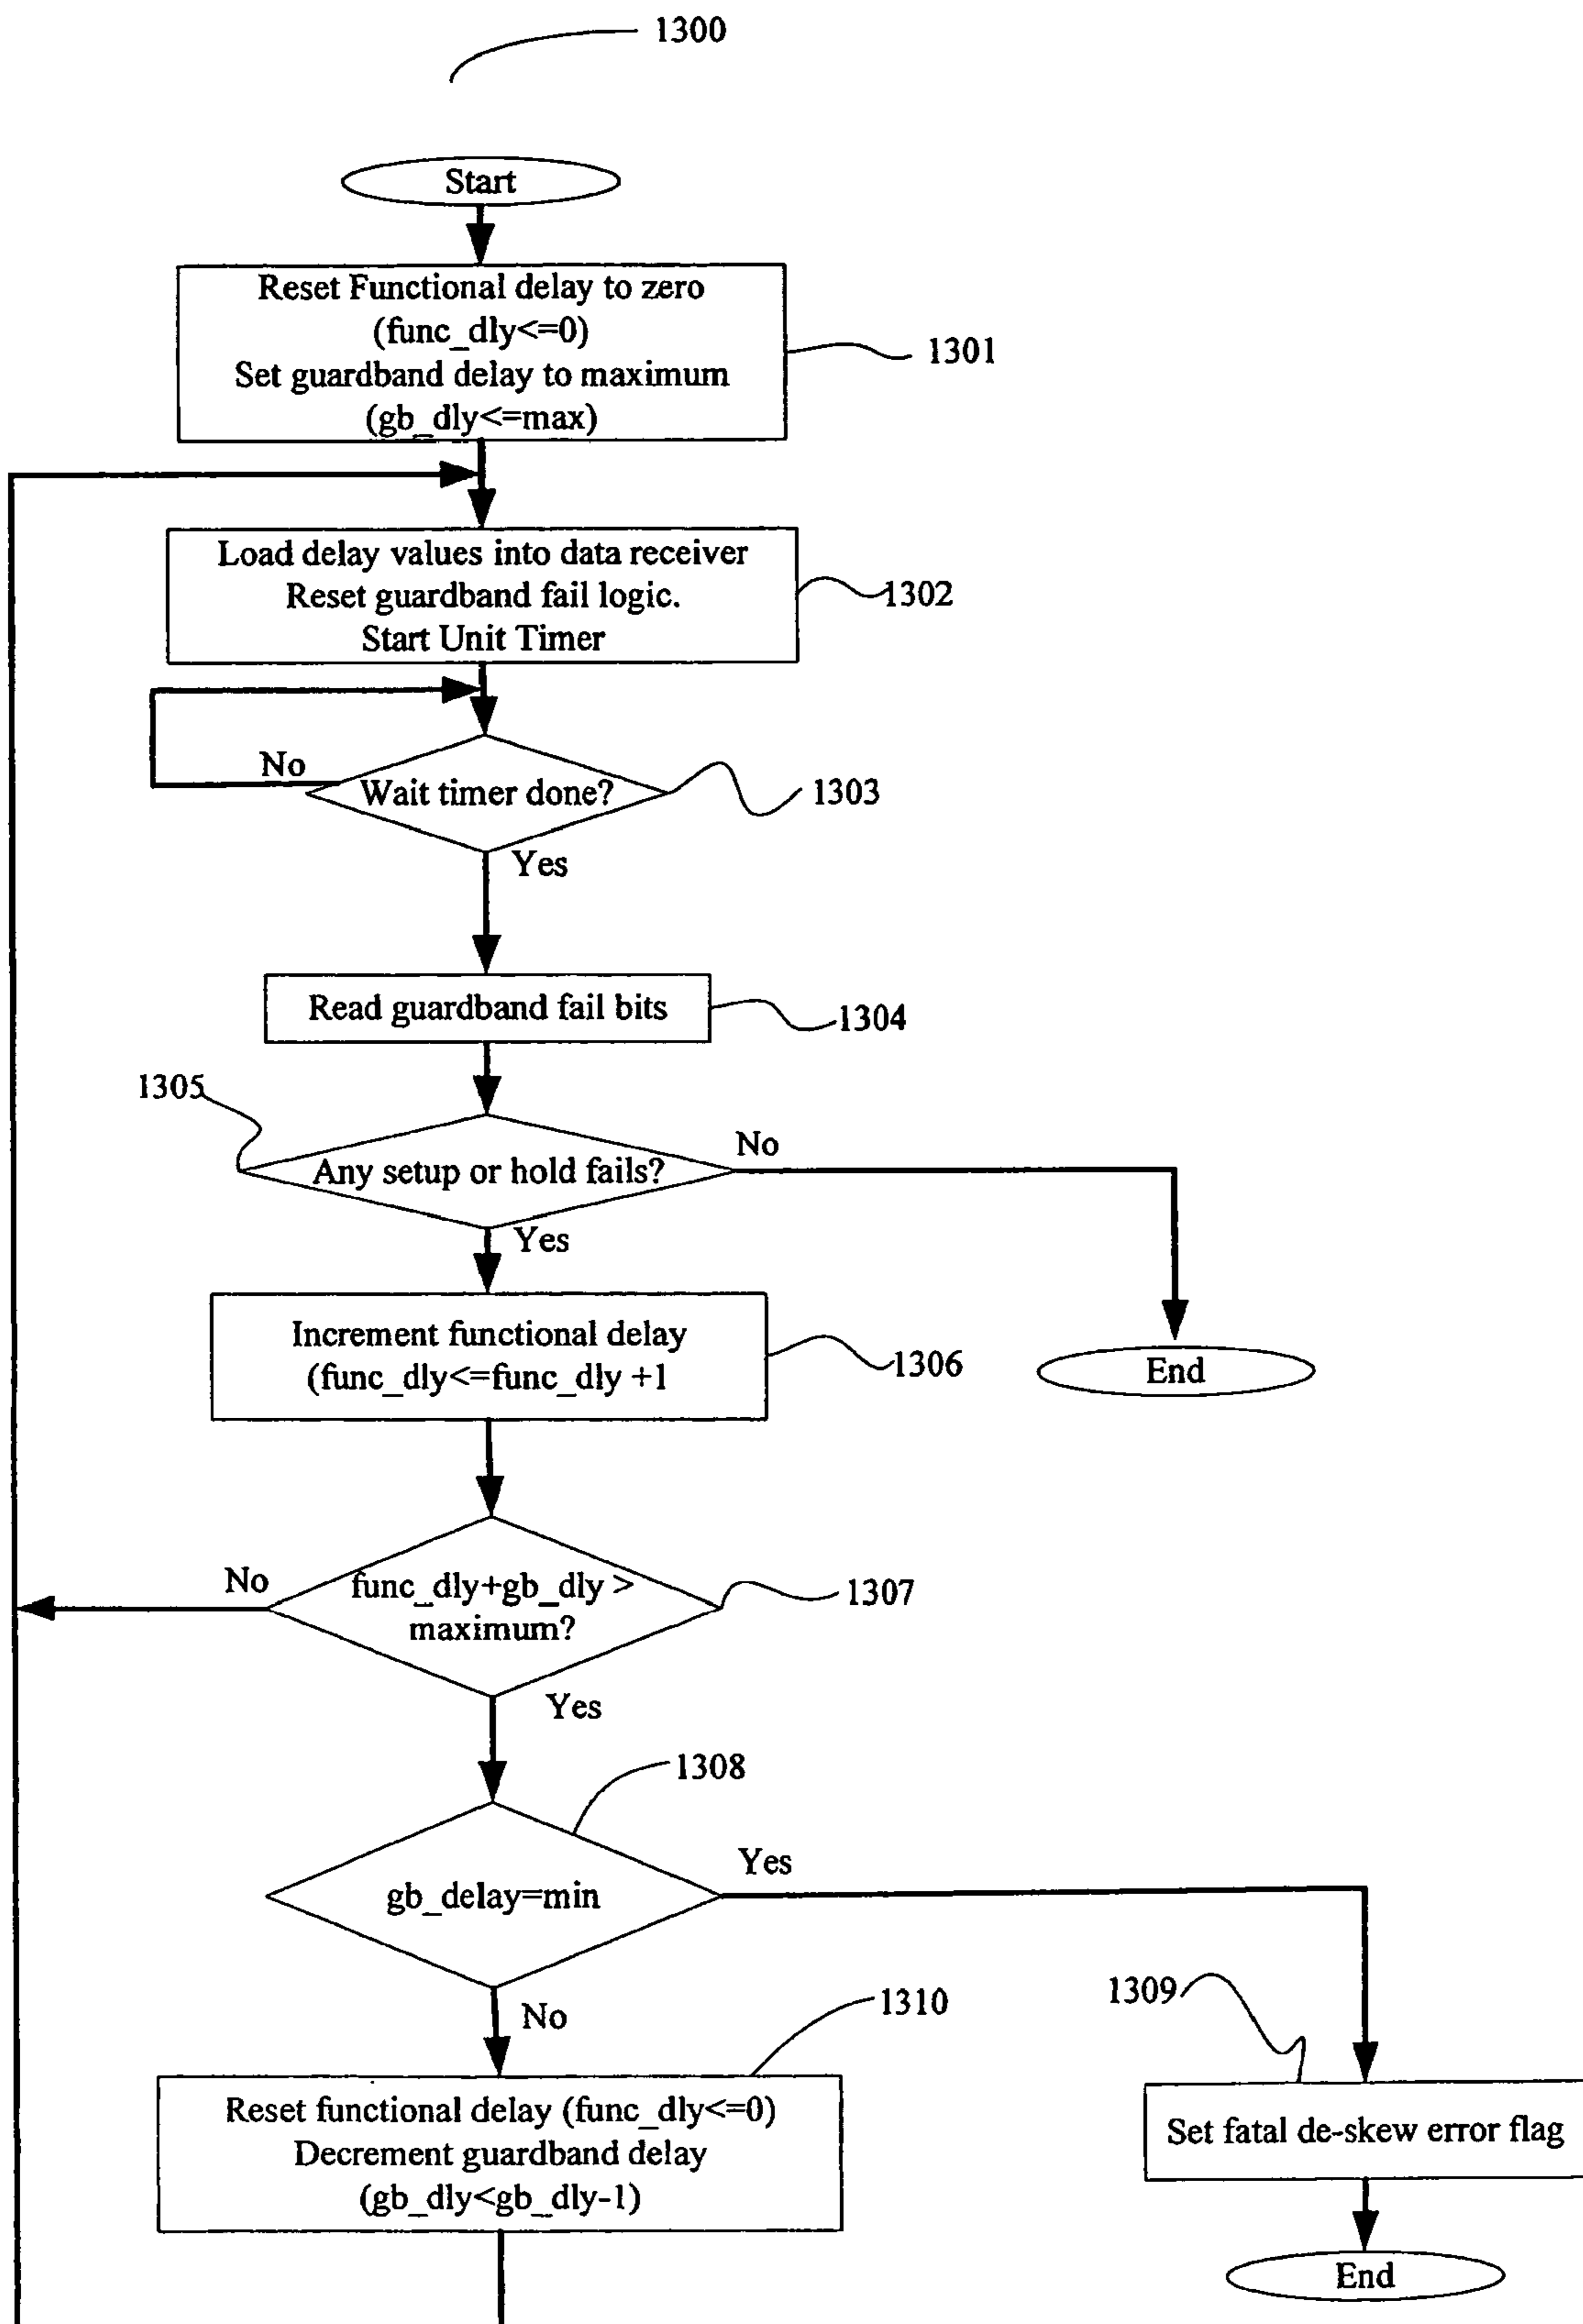 1300
Start
Reset Functional delay to zero
(func_dly<=0)
Set guardband delay to maximum
(gb_dly<=max)
1301
Load delay values into data receiver
Reset guardband fail logic.
Start Unit Timer
1302
No
Wait timer done?
1303
Yes
Read guardband fail bits
1304
1305
Any setup or hold fails?
No
Yes
Increment functional delay
(func_dly<=func_dly +1
1306
End
No
func_dly+gb_dly >
maximum?
1307
Yes
1308
gb_delay=min
Yes
No
1310
1309
Reset functional delay (func_dly<=0)
Decrement guardband delay
(gb_dly<gb_dly-1)
Set fatal de-skew error flag
End